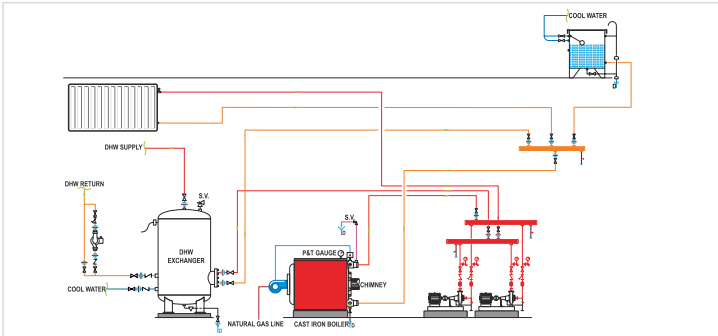 COOL WATER
DHW SUPPLY
DHW RETURN
S.V.
S.V.
DHW
EXCHANGER
P&T GAUGE
CHIMNEY
COOL WATER
NATURAL GAS LINE
CAST IRON BOILER